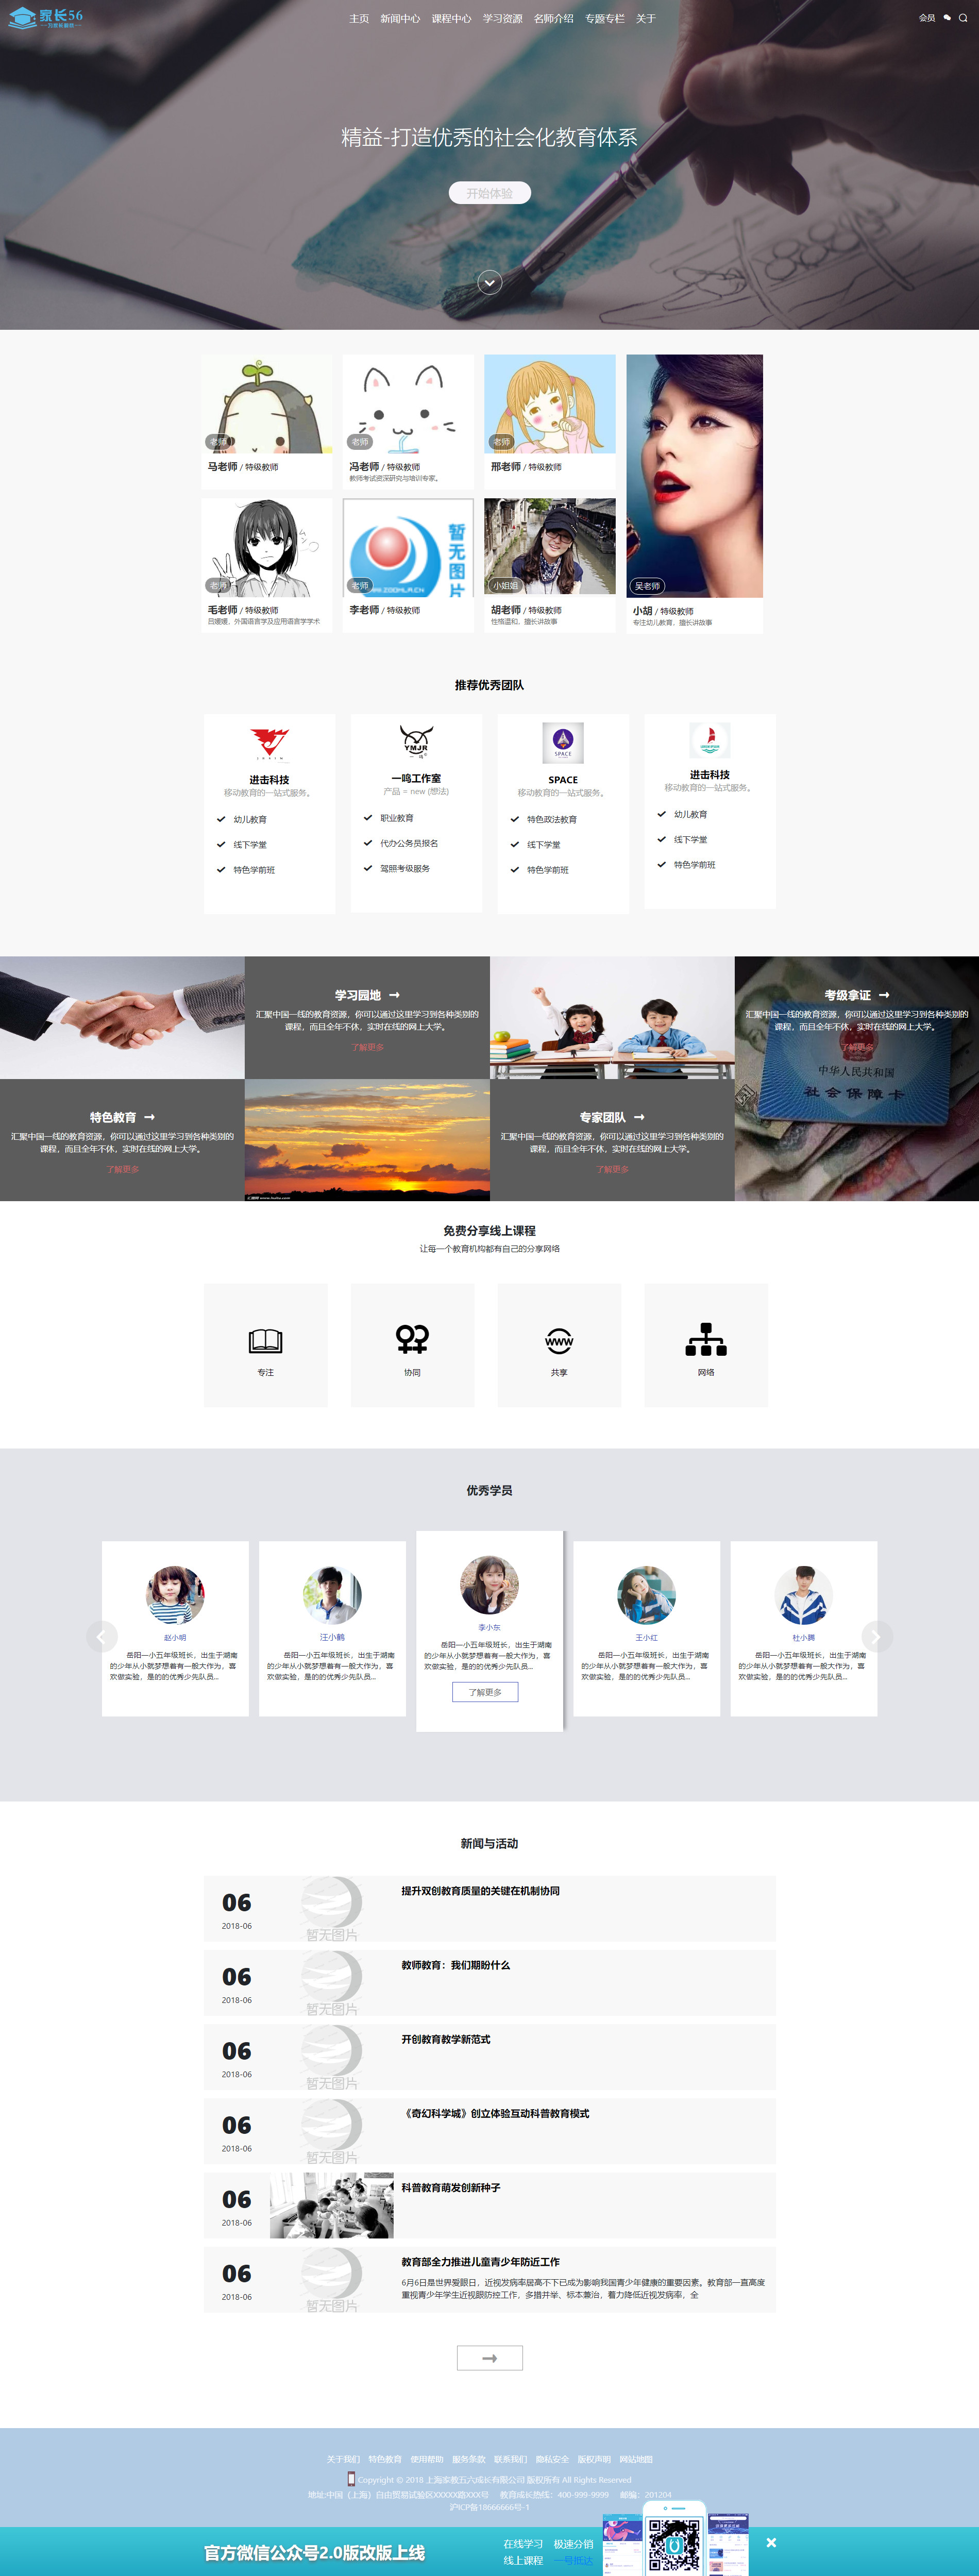 家长56
主页 新闻中心 课程中心 学习资源 名师介绍 专题专栏 关于
会员
精益-打造优秀的社会化教育体系
开始体验
老师
马老师 / 特级教师
老师
冯老师 / 特级教师
教师考试资深研究与培训专家。
老师
邢老师 / 特级教师
吴老师
小胡 / 特级教师
专注幼儿教育，擅长讲故事
老师
毛老师 / 特级教师
吕媛媛，外国语言学及应用语言学学术
暂无图片
老师
李老师 / 特级教师
小姐姐
胡老师 / 特级教师
性格温和，擅长讲故事
推荐优秀团队
进击科技
移动教育的一站式服务。
幼儿教育
线下学堂
特色学前班
YMJR
一鸣
一鸣工作室
产品 = new (想法)
职业教育
代办公务员报名
驾照考级服务
SPACE
SPACE
移动教育的一站式服务。
特色政法教育
线下学堂
特色学前班
进击科技
移动教育的一站式服务。
幼儿教育
线下学堂
特色学前班
学习园地
汇聚中国一线的教育资源，你可以通过这里学习到各种类别的
课程，而且全年不休，实时在线的网上大学。
了解更多
考级拿证
汇聚中国一线的教育资源，你可以通过这里学习到各种类别的
课程，而且全年不休，实时在线的网上大学。
了解更多
中华人民共和国
社会保障卡
特色教育
汇聚中国一线的教育资源，你可以通过这里学习到各种类别的
课程，而且全年不休，实时在线的网上大学。
了解更多
专家团队
汇聚中国一线的教育资源，你可以通过这里学习到各种类别的
课程，而且全年不休，实时在线的网上大学。
了解更多
免费分享线上课程
让每一个教育机构都有自己的分享网络
专注
协同
WWW
共享
网络
优秀学员
赵小明
岳阳一小五年级班长，出生于湖南
的少年从小就梦想着有一般大作为，喜
欢做实验，是的的优秀少先队员...
汪小鹤
岳阳一小五年级班长，出生于湖南
的少年从小就梦想着有一般大作为，喜
欢做实验，是的的优秀少先队员...
李小东
岳阳一小五年级班长，出生于湖南
的少年从小就梦想着有一般大作为，喜
欢做实验，是的的优秀少先队员...
了解更多
王小红
岳阳一小五年级班长，出生于湖南
的少年从小就梦想着有一般大作为，喜
欢做实验，是的的优秀少先队员...
杜小腾
岳阳一小五年级班长，出生于湖南
的少年从小就梦想着有一般大作为，喜
欢做实验，是的的优秀少先队员...
新闻与活动
06
2018-06
暂无图片
提升双创教育质量的关键在机制协同
06
2018-06
暂无图片
教师教育：我们期盼什么
06
2018-06
暂无图片
开创教育教学新范式
06
2018-06
暂无图片
《奇幻科学城》创立体验互动科普教育模式
06
2018-06
科普教育萌发创新种子
06
2018-06
暂无图片
教育部全力推进儿童青少年防近工作
6月6日是世界爱眼日，近视发病率居高不下已成为影响我国青少年健康的重要因素。教育部一直高度
重视青少年学生近视眼防控工作，多措并举、标本兼治，着力降低近视发病率，全
关于我们 特色教育 使用帮助 服务条款 联系我们 隐私安全 版权声明 网站地图
Copyright © 2018 上海家教五六成长有限公司 版权所有 All Rights Reserved
地址:中国（上海）自由贸易试验区XXXXX路XXX号 教育成长热线：400-999-9999 邮编：201204
沪ICP备18666666号-1
官方微信公众号2.0版改版上线
在线学习 极速分销
线上课程 一号抵达